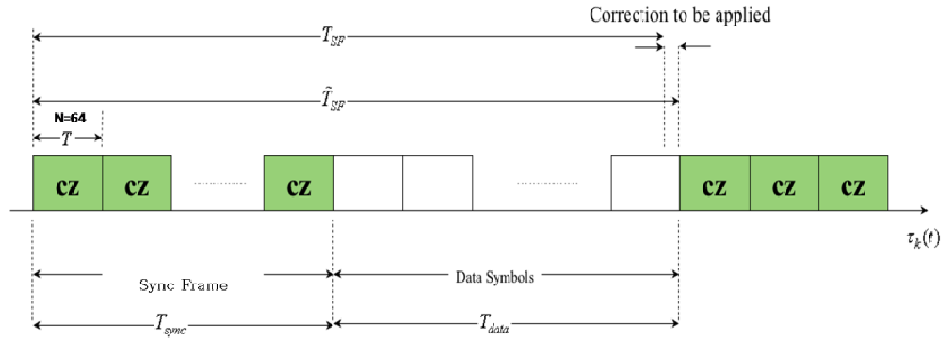 Correction to be applied
T_SP
T̂_SP
N=64
T
cz cz ............ cz ............ cz cz cz
τ_k(t)
Sync Frame
Data Symbols
T_sync
T_data